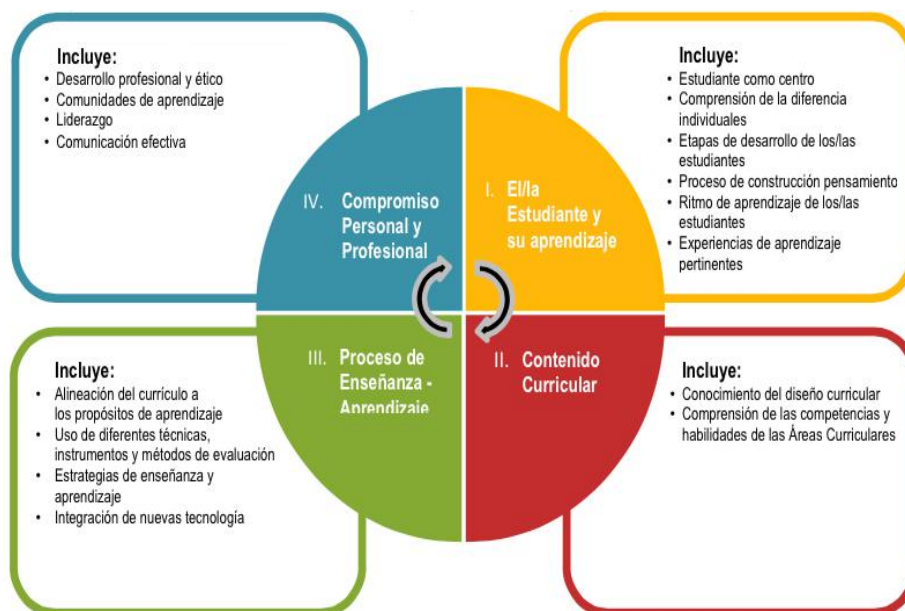 Incluye:
• Desarrollo profesional y ético
• Comunidades de aprendizaje
• Liderazgo
• Comunicación efectiva
Incluye:
• Estudiante como centro
• Comprensión de la diferencia
individuales
• Etapas de desarrollo de los/las
estudiantes
• Proceso de construcción pensamiento
• Ritmo de aprendizaje de los/las
estudiantes
• Experiencias de aprendizaje
pertinentes
IV. Compromiso
Personal y
Profesional
I. El/la
Estudiante y
su aprendizaje
III. Proceso de
Enseñanza -
Aprendizaje
II. Contenido
Curricular
Incluye:
• Alineación del currículo a
los propósitos de aprendizaje
• Uso de diferentes técnicas,
instrumentos y métodos de evaluación
• Estrategias de enseñanza y
aprendizaje
• Integración de nuevas tecnología
Incluye:
• Conocimiento del diseño curricular
• Comprensión de las competencias y
habilidades de las Áreas Curriculares